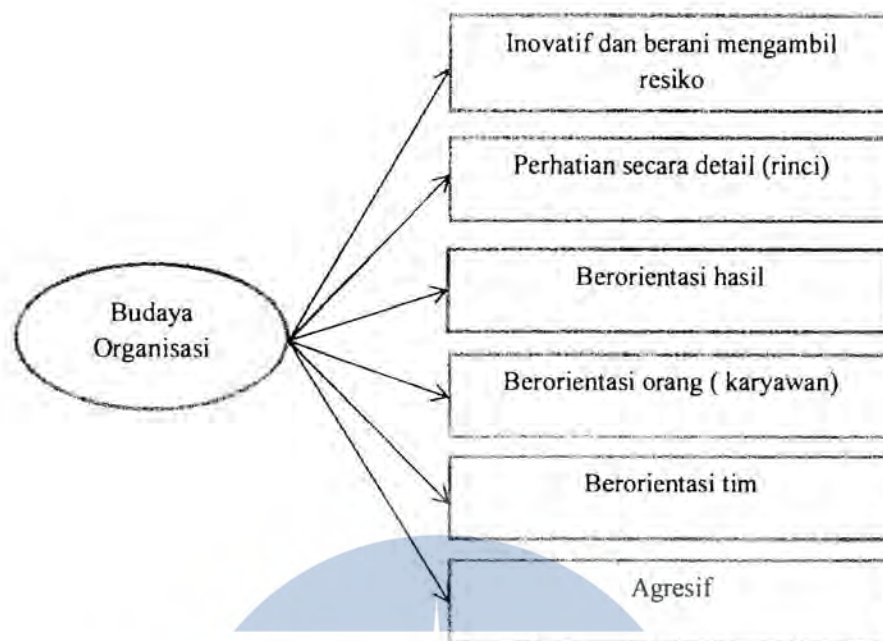 Inovatif dan berani mengambil
resiko
Perhatian secara detail (rinci)
Berorientasi hasil
Budaya
Organisasi
Berorientasi orang ( karyawan)
Berorientasi tim
Agresif